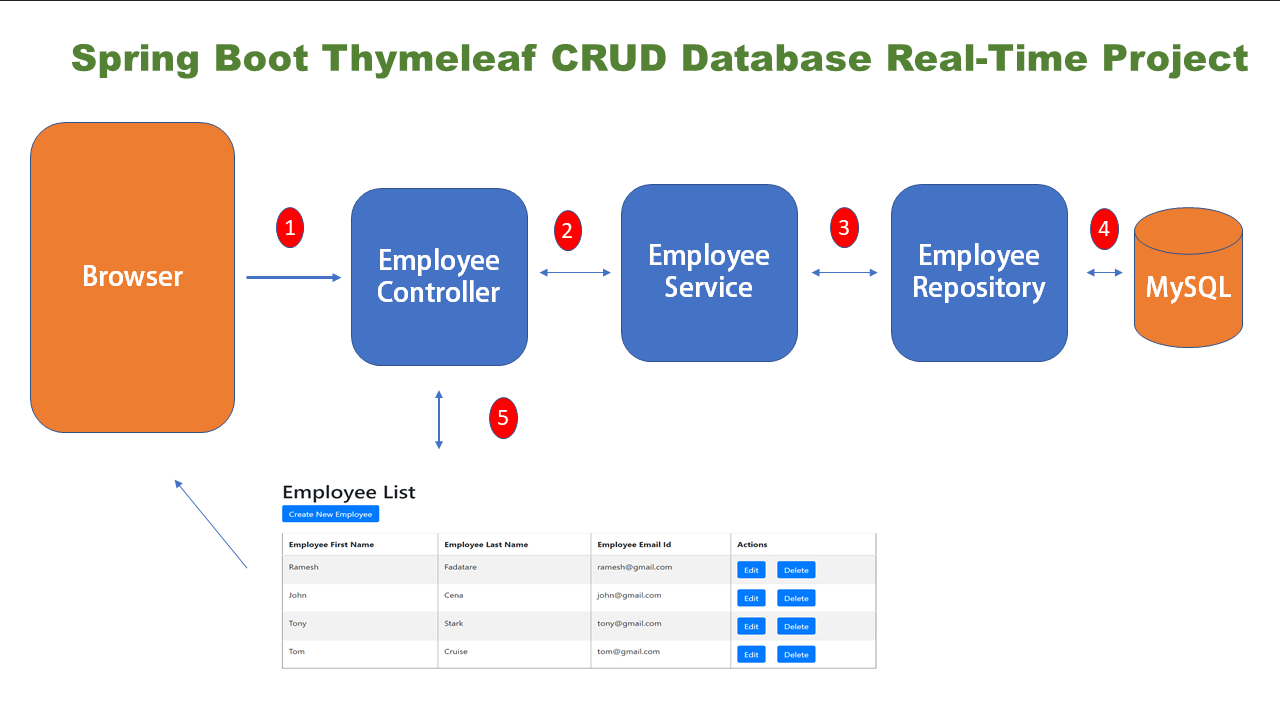 Spring Boot Thymeleaf CRUD Database Real-Time Project
Browser
1
Employee
Controller
2
Employee
Service
3
Employee
Repository
4
MySQL
5
Employee List
Create New Employee
Employee First Name Employee Last Name Employee Email Id Actions
Ramesh Fadatare ramesh@gmail.com Edit Delete
John Cena john@gmail.com Edit Delete
Tony Stark tony@gmail.com Edit Delete
Tom Cruise tom@gmail.com Edit Delete